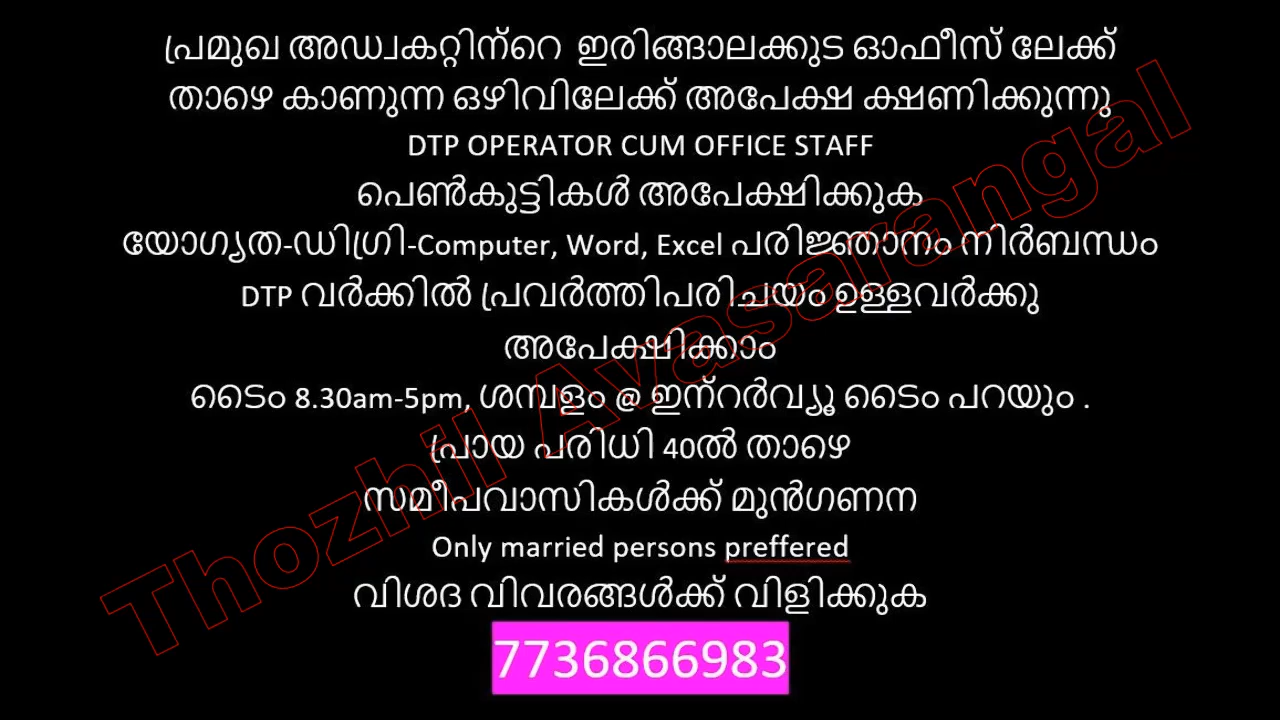 പ്രമുഖ അഡ്വകറ്റിന്റെ ഇരിങ്ങാലക്കുട ഓഫീസ് ലേക്ക്
താഴെ കാണുന്ന ഒഴിവിലേക്ക് അപേക്ഷ ക്ഷണിക്കുന്നു
DTP OPERATOR CUM OFFICE STAFF
പെൺകുട്ടികൾ അപേക്ഷിക്കുക
യോഗ്യത-ഡിഗ്രി-Computer, Word, Excel പരിജ്ഞാനം നിർബന്ധം
DTP വർക്കിൽ പ്രവർത്തിപരിചയം ഉള്ളവർക്കു
അപേക്ഷിക്കാം
ടൈം 8.30am-5pm, ശമ്പളം @ ഇന്റർവ്യൂ ടൈം പറയും .
പ്രായ പരിധി 40ൽ താഴെ
സമീപവാസികൾക്ക് മുൻഗണന
Only married persons preffered
വിശദ വിവരങ്ങൾക്ക് വിളിക്കുക
7736866983
Thozhil Avasarangal